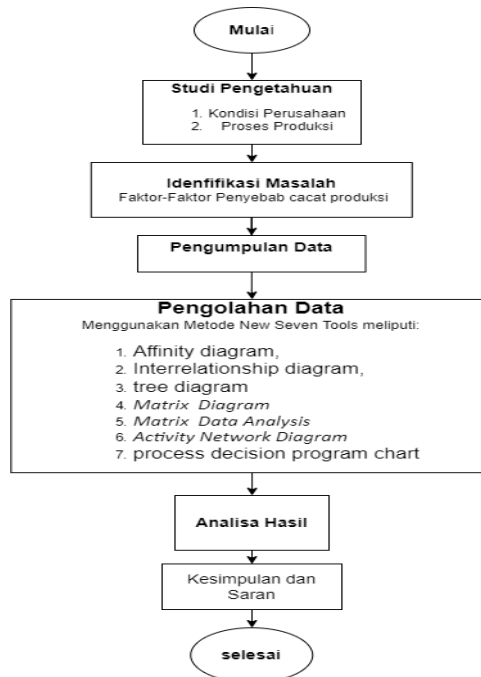 Mulai
Studi Pengetahuan
1. Kondisi Perusahaan
2. Proses Produksi
Idenfifikasi Masalah
Faktor-Faktor Penyebab cacat produksi
Pengumpulan Data
Pengolahan Data
Menggunakan Metode New Seven Tools meliputi:
1. Affinity diagram,
2. Interrelationship diagram,
3. tree diagram
4. Matrix Diagram
5. Matrix Data Analysis
6. Activity Network Diagram
7. process decision program chart
Analisa Hasil
Kesimpulan dan
Saran
selesai